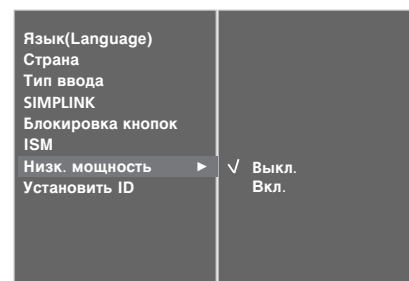 Язык(Language)
Страна
Тип ввода
SIMPLINK
Блокировка кнопок
ISM
Низк. мощность ► √ Выкл.
Установить ID Вкл.